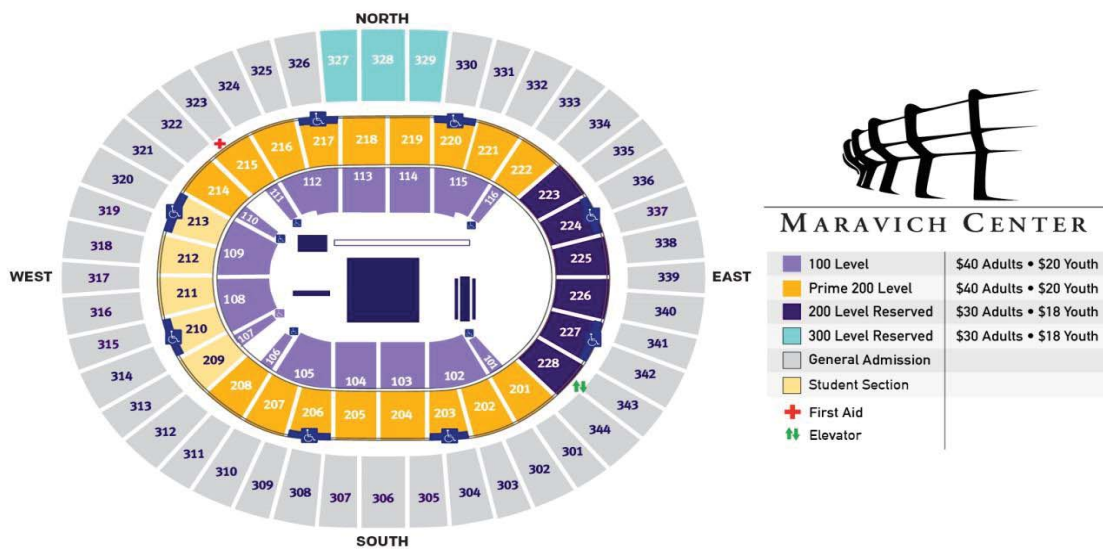 NORTH
326 327 328 329 330
325 331
324 332
323 333
322 334
321 335
320 336
319 337
318 338
317 339
316 340
315 341
314 342
313 343
312 344
311 301
310 302
309 303
308 307 306 305 304
217 218 219 220
216 221
215 222
214 223
213 224
212 225
211 226
210 227
209 228
208 201
207 202
206 205 204 203
112 113 114 115
111 116
110
109
108
107
106 101
105 104 103 102
WEST
EAST
SOUTH
MARAVICH CENTER
100 Level $40 Adults • $20 Youth
Prime 200 Level $40 Adults • $20 Youth
200 Level Reserved $30 Adults • $18 Youth
300 Level Reserved $30 Adults • $18 Youth
General Admission
Student Section
First Aid
Elevator